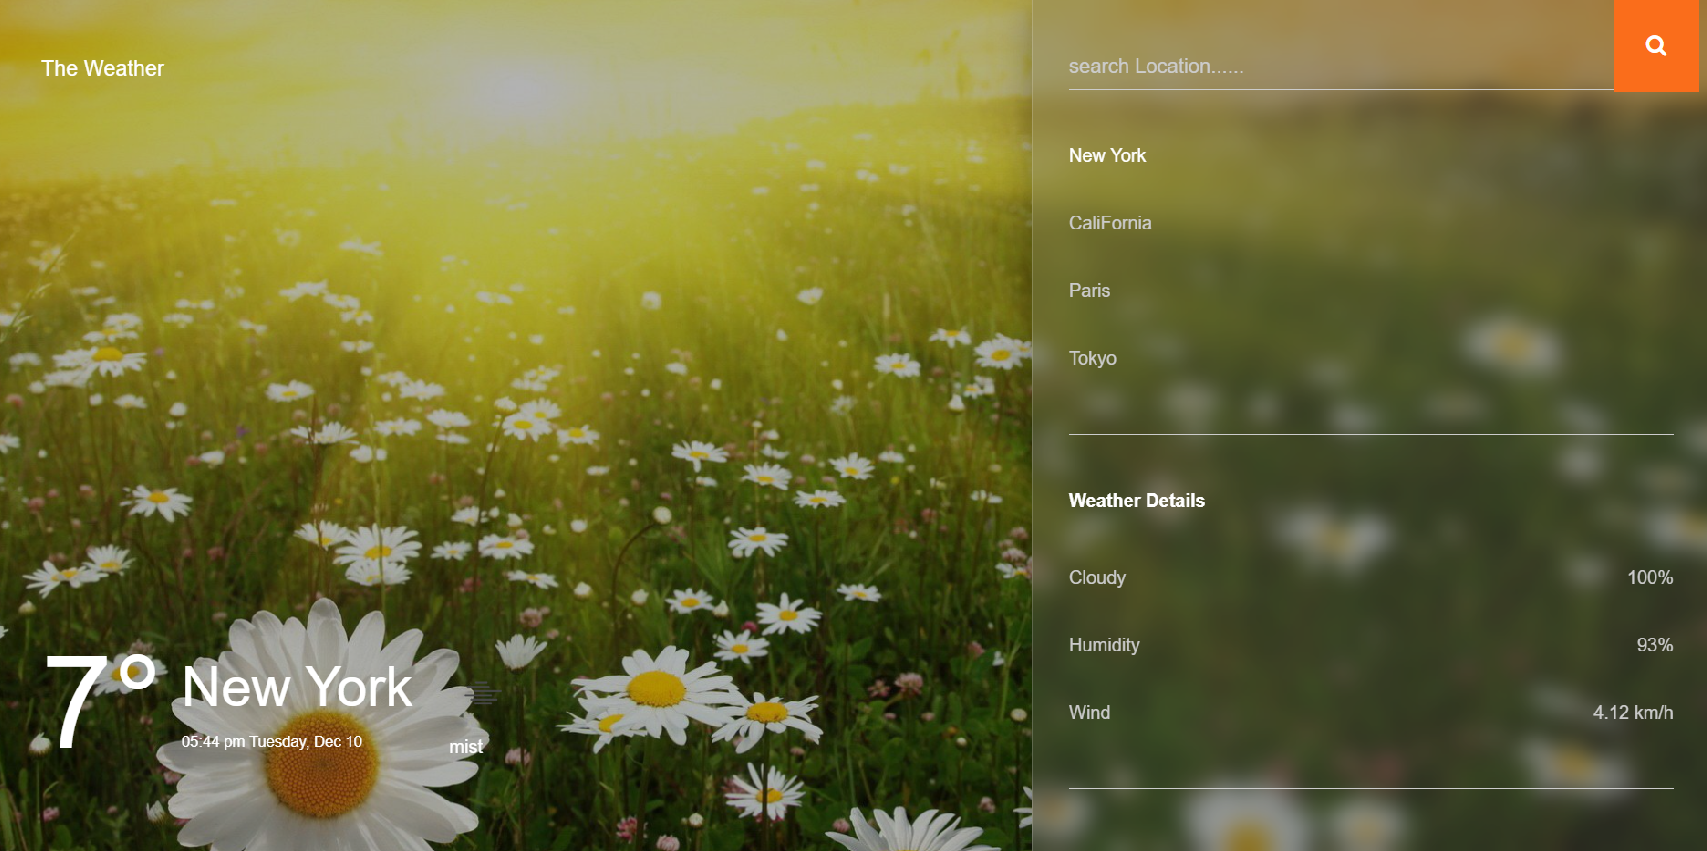 The Weather
7°
New York
05:44 pm Tuesday, Dec 10
mist
search Location......
New York
CaliFornia
Paris
Tokyo
Weather Details
Cloudy 100%
Humidity 93%
Wind 4.12 km/h